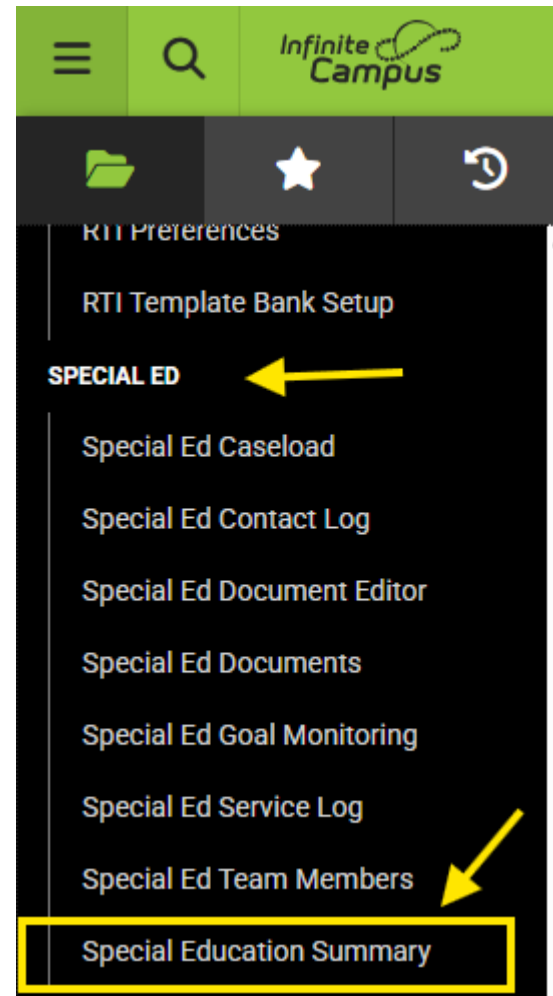 Infinite
Campus
RTI Preferences
RTI Template Bank Setup
SPECIAL ED
Special Ed Caseload
Special Ed Contact Log
Special Ed Document Editor
Special Ed Documents
Special Ed Goal Monitoring
Special Ed Service Log
Special Ed Team Members
Special Education Summary